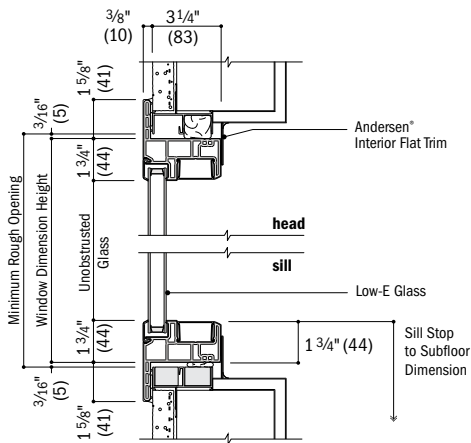 3/8"
(10)
3 1/4"
(83)
1 5/8"
(41)
3/16"
(5)
1 3/4"
(44)
Andersen®
Interior Flat Trim
Minimum Rough Opening
Window Dimension Height
Unobstrusted
Glass
head
sill
Low-E Glass
1 3/4"
(44)
1 3/4" (44)
Sill Stop
to Subfloor
Dimension
3/16"
(5)
1 5/8"
(41)